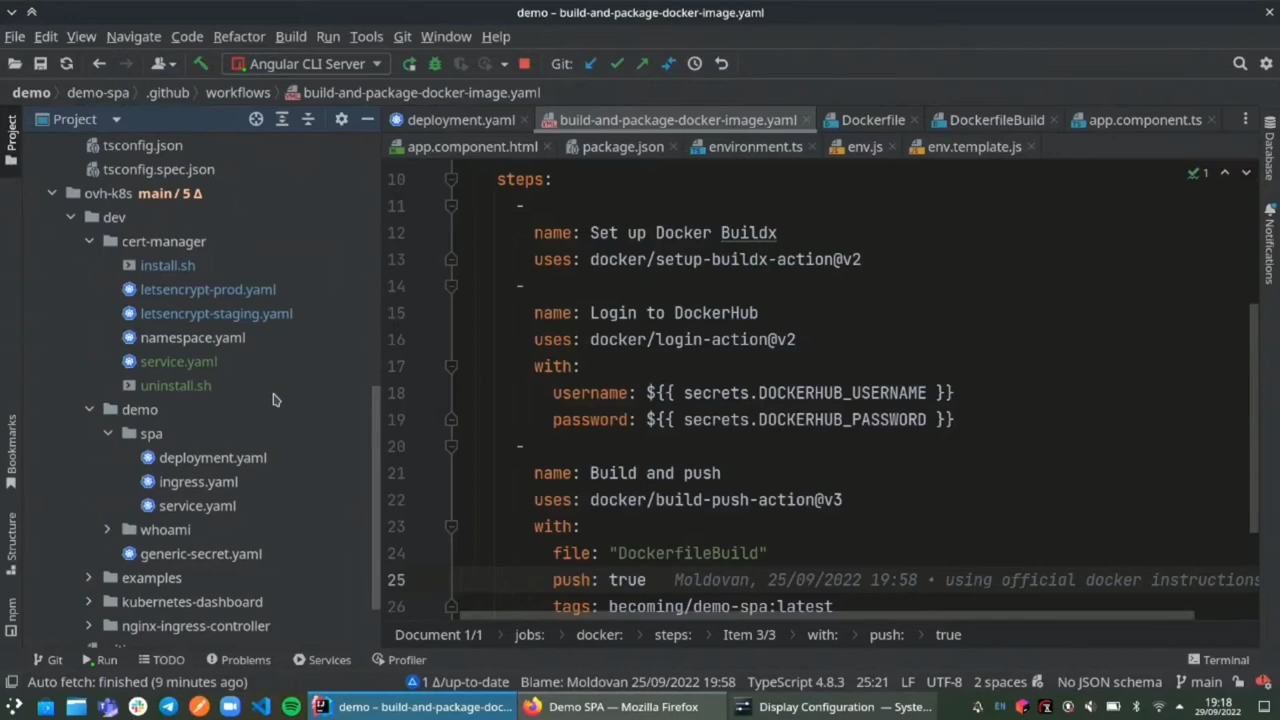 demo – build-and-package-docker-image.yaml
File Edit View Navigate Code Refactor Build Run Tools Git Window Help
Angular CLI Server Git:
demo demo-spa .github workflows build-and-package-docker-image.yaml
Project
deployment.yaml build-and-package-docker-image.yaml Dockerfile DockerfileBuild app.component.ts
app.component.html package.json environment.ts env.js env.template.js
Project
Bookmarks
Structure
npm
tsconfig.json
tsconfig.spec.json
ovh-k8s main / 5 Δ
dev
cert-manager
install.sh
letsencrypt-prod.yaml
letsencrypt-staging.yaml
namespace.yaml
service.yaml
uninstall.sh
demo
spa
deployment.yaml
ingress.yaml
service.yaml
whoami
generic-secret.yaml
examples
kubernetes-dashboard
nginx-ingress-controller
10 steps:
11 -
12 name: Set up Docker Buildx
13 uses: docker/setup-buildx-action@v2
14 -
15 name: Login to DockerHub
16 uses: docker/login-action@v2
17 with:
18 username: ${{ secrets.DOCKERHUB_USERNAME }}
19 password: ${{ secrets.DOCKERHUB_PASSWORD }}
20 -
21 name: Build and push
22 uses: docker/build-push-action@v3
23 with:
24 file: "DockerfileBuild"
25 push: true Moldovan, 25/09/2022 19:58 • using official docker instructions
26 tags: becoming/demo-spa:latest
1
Database
Notifications
Document 1/1 jobs: docker: steps: Item 3/3 with: push: true
Git Run TODO Problems Services Profiler Terminal
Auto fetch: finished (9 minutes ago) 1 Δ/up-to-date Blame: Moldovan 25/09/2022 19:58 TypeScript 4.8.3 25:21 LF UTF-8 2 spaces No JSON schema main
demo – build-and-package-doc... Demo SPA — Mozilla Firefox Display Configuration — Syste... EN 19:18
29/09/2022